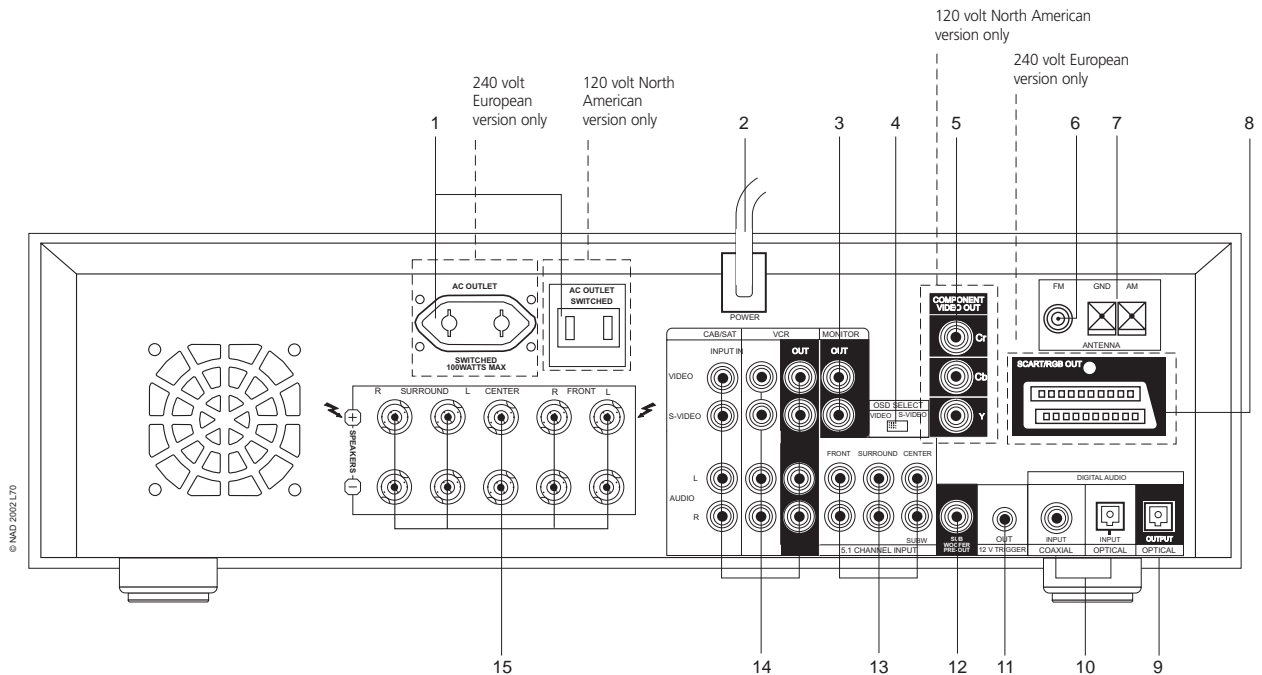 120 volt North American
version only
240 volt European
version only
240 volt
European
version only
120 volt North
American
version only
1
2
3
4
5
6
7
8
AC OUTLET
SWITCHED
100WATTS MAX
AC OUTLET
SWITCHED
POWER
COMPONENT
VIDEO OUT
Cr
Cb
Y
FM
GND
AM
ANTENNA
SCART/RGB OUT
CAB/SAT
VCR
MONITOR
INPUT IN
OUT
OUT
VIDEO
S-VIDEO
OSD SELECT
VIDEO
S-VIDEO
R SURROUND L CENTER R FRONT L
+
SPEAKERS
−
L
AUDIO
R
FRONT SURROUND CENTER
SUBW
5.1 CHANNEL INPUT
SUB
WOOFER
PRE-OUT
OUT
12 V TRIGGER
DIGITAL AUDIO
INPUT
COAXIAL
INPUT
OPTICAL
OUTPUT
OPTICAL
© NAD 2002 L70
15
14
13
12
11
10
9